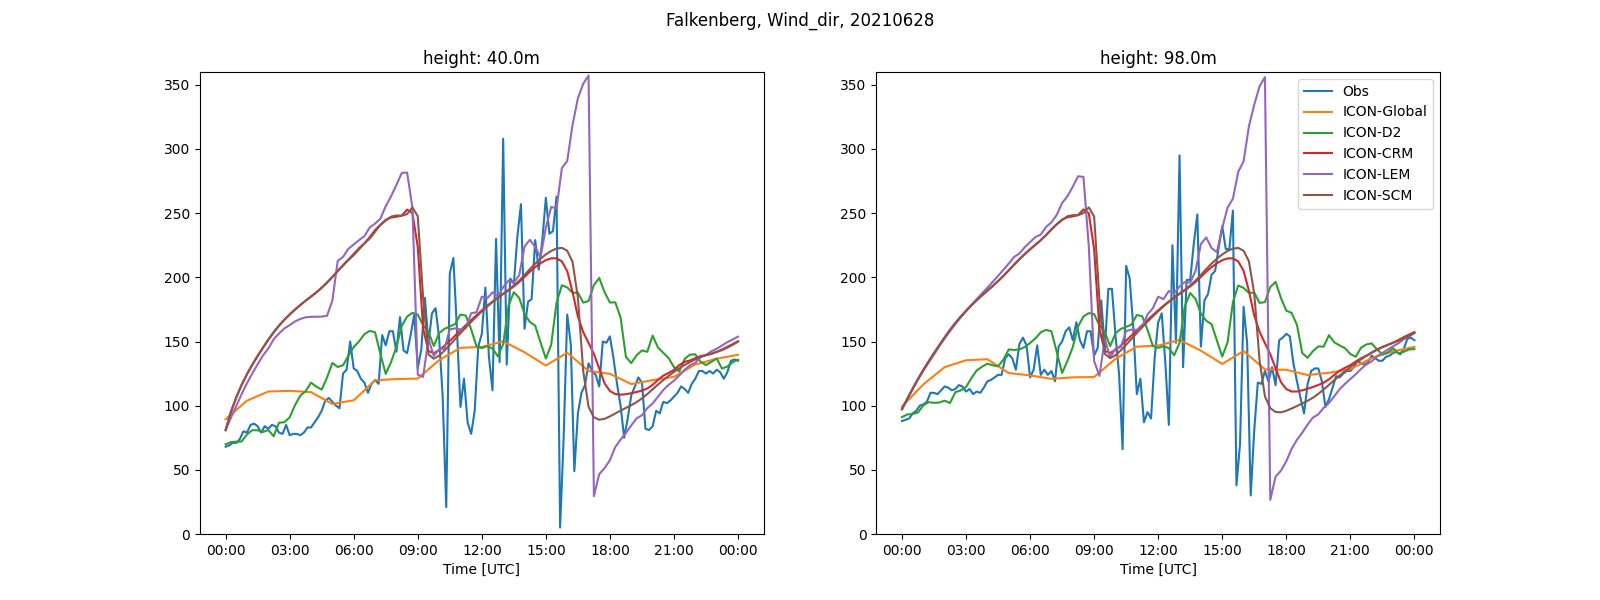 Falkenberg, Wind_dir, 20210628
height: 40.0m
350
300
250
200
150
100
50
0
00:00 03:00 06:00 09:00 12:00 15:00 18:00 21:00 00:00
Time [UTC]
height: 98.0m
350
300
250
200
150
100
50
0
00:00 03:00 06:00 09:00 12:00 15:00 18:00 21:00 00:00
Time [UTC]
Obs
ICON-Global
ICON-D2
ICON-CRM
ICON-LEM
ICON-SCM